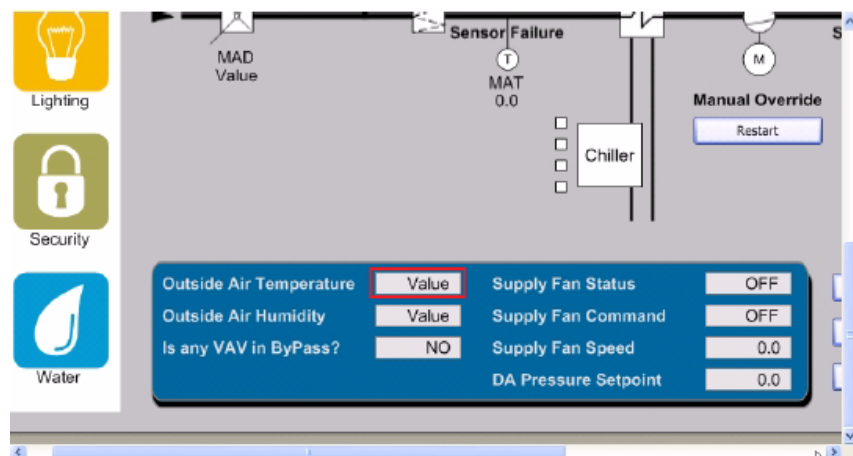 Sensor Failure
S
MAD
Value
T
MAT
0.0
M
Lighting
Manual Override
Restart
Chiller
Security
Outside Air Temperature Value Supply Fan Status OFF
Outside Air Humidity Value Supply Fan Command OFF
Is any VAV in ByPass? NO Supply Fan Speed 0.0
DA Pressure Setpoint 0.0
Water